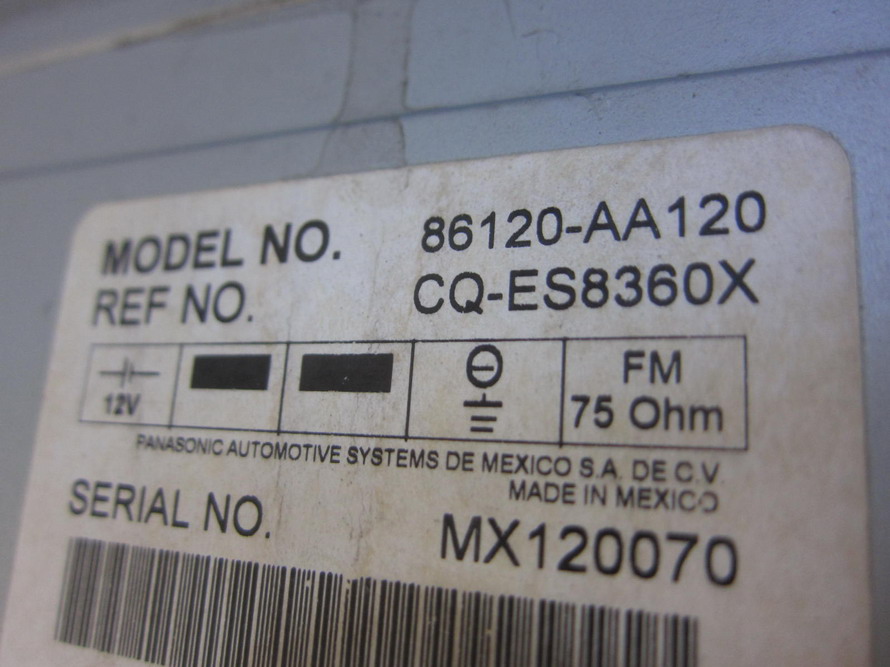 MODEL NO. 86120-AA120
REF NO. CQ-ES8360X
12V
FM
75 Ohm
PANASONIC AUTOMOTIVE SYSTEMS DE MEXICO S.A. DE C.V.
MADE IN MEXICO
SERIAL NO. MX120070